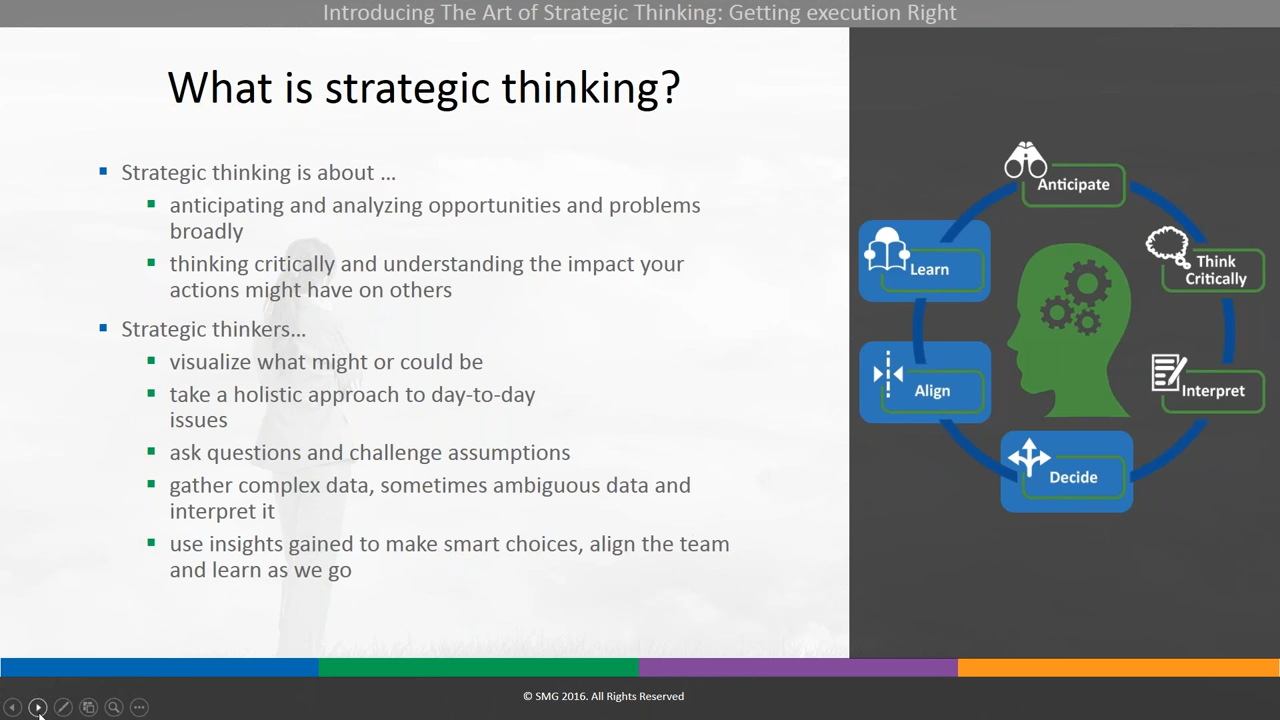 Introducing The Art of Strategic Thinking: Getting execution Right
What is strategic thinking?
Strategic thinking is about ...
anticipating and analyzing opportunities and problems
broadly
thinking critically and understanding the impact your
actions might have on others
Strategic thinkers...
visualize what might or could be
take a holistic approach to day-to-day
issues
ask questions and challenge assumptions
gather complex data, sometimes ambiguous data and
interpret it
use insights gained to make smart choices, align the team
and learn as we go
Anticipate
Think
Critically
Interpret
Decide
Align
Learn
© SMG 2016. All Rights Reserved